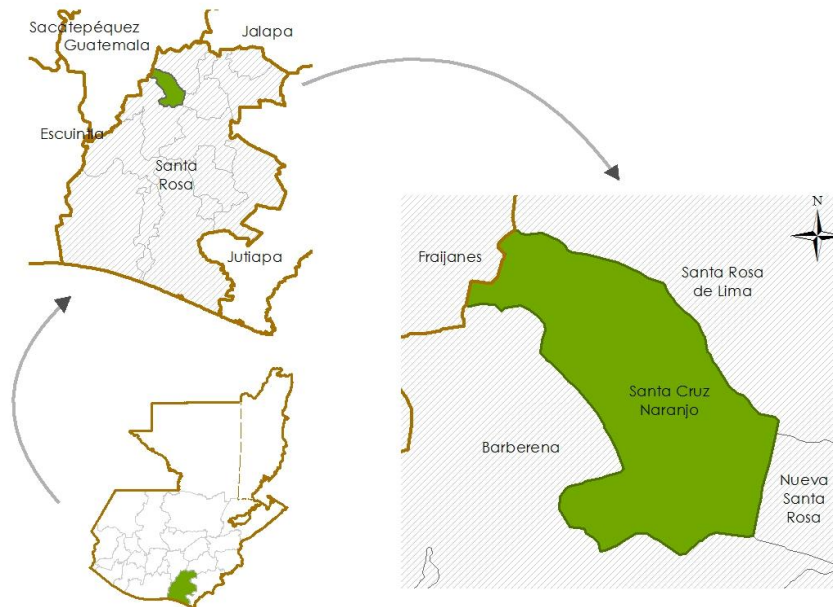 Sacatepéquez
Guatemala
Jalapa
Escuintla
Santa
Rosa
Jutiapa
N
Fraijanes
Santa Rosa
de Lima
Santa Cruz
Naranjo
Barberena
Nueva
Santa
Rosa